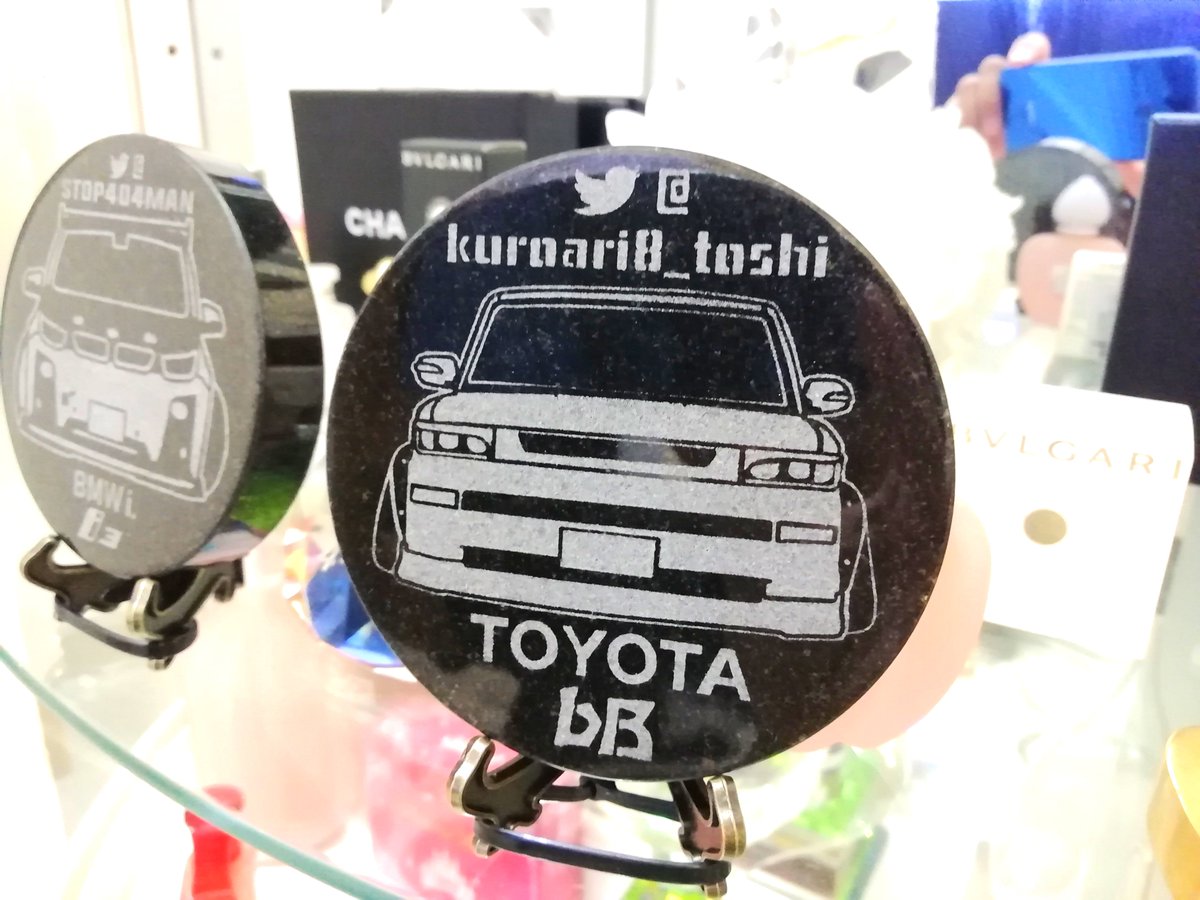 @
STOP404MAN
BMWi
i3
CHA
BVLGARI
@
kuroari8_toshi
TOYOTA
bB
BVLGARI